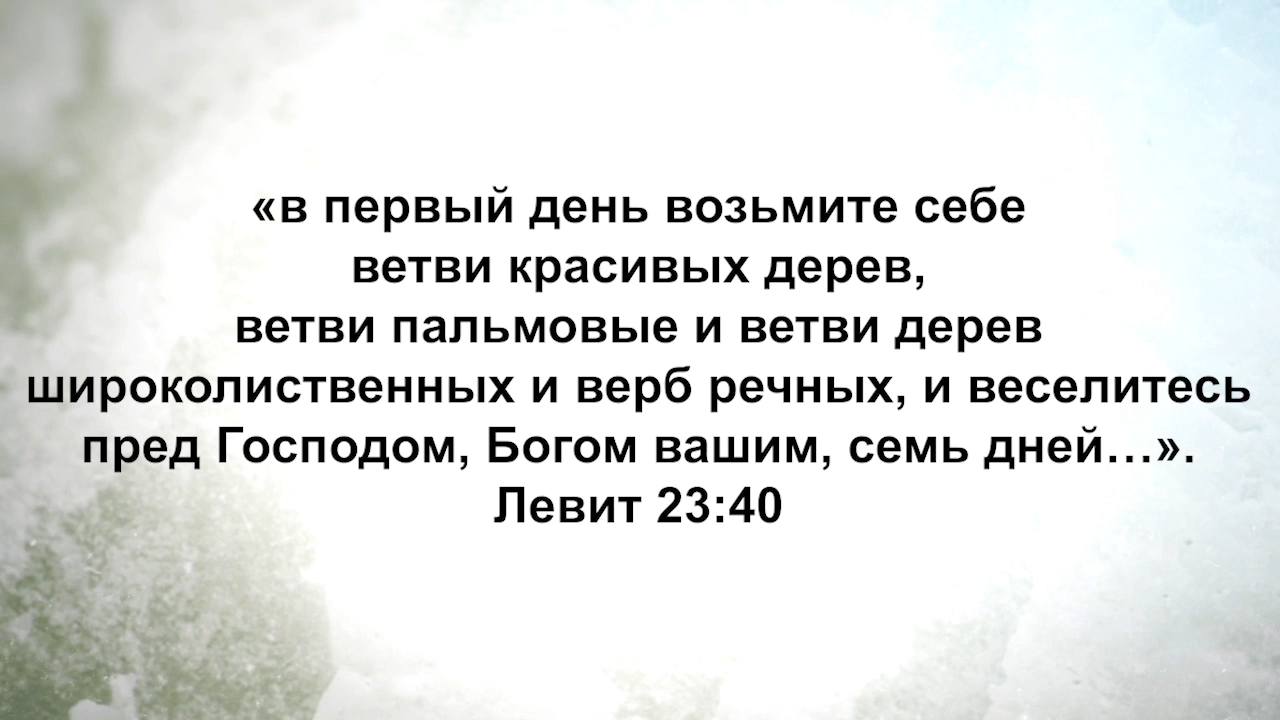 «в первый день возьмите себе
ветви красивых дерев,
ветви пальмовые и ветви дерев
широколиственных и верб речных, и веселитесь
пред Господом, Богом вашим, семь дней…».
Левит 23:40